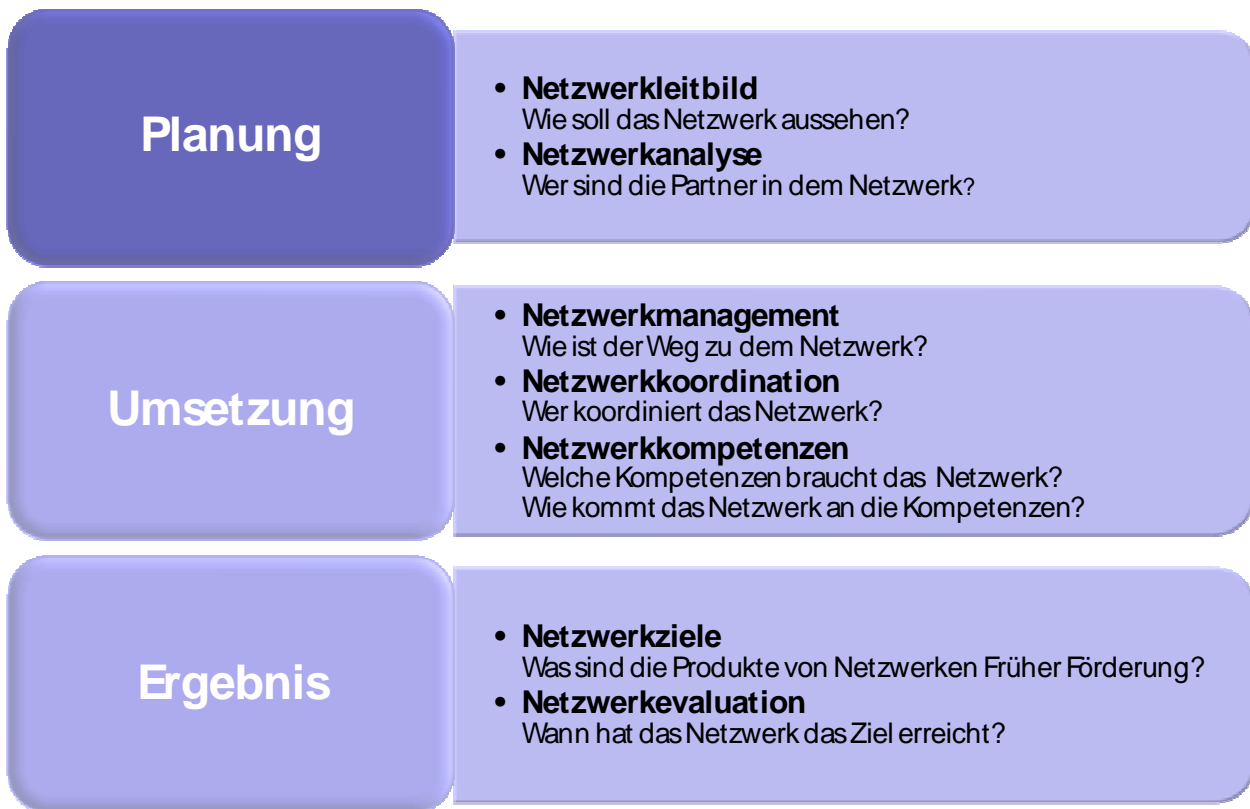 Planung
• Netzwerkleitbild
Wie soll das Netzwerk aussehen?
• Netzwerkanalyse
Wer sind die Partner in dem Netzwerk?
Umsetzung
• Netzwerkmanagement
Wie ist der Weg zu dem Netzwerk?
• Netzwerkkoordination
Wer koordiniert das Netzwerk?
• Netzwerkkompetenzen
Welche Kompetenzen braucht das Netzwerk?
Wie kommt das Netzwerk an die Kompetenzen?
Ergebnis
• Netzwerkziele
Was sind die Produkte von Netzwerken Früher Förderung?
• Netzwerkevaluation
Wann hat das Netzwerk das Ziel erreicht?